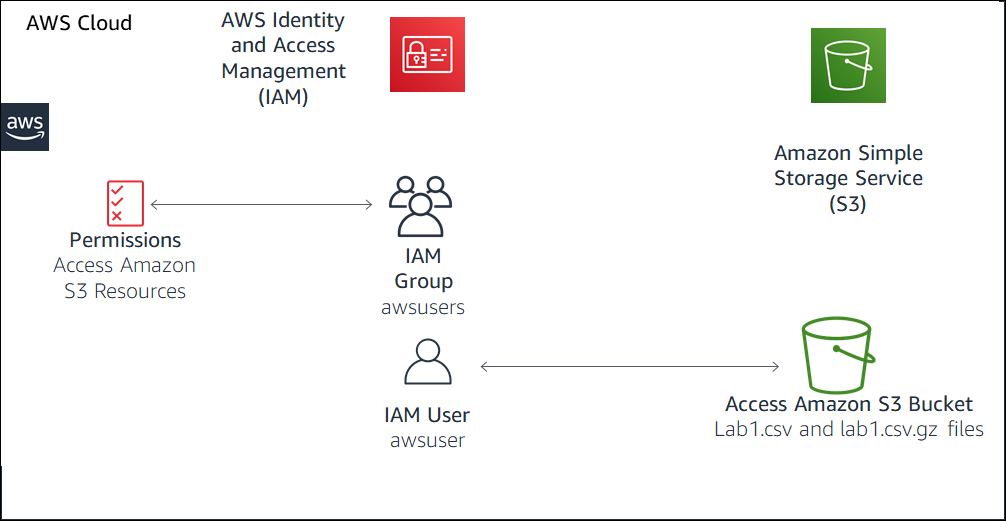 AWS Cloud
AWS Identity
and Access
Management
(IAM)
aws
Amazon Simple
Storage Service
(S3)
Permissions
Access Amazon
S3 Resources
IAM
Group
awsusers
IAM User
awsuser
Access Amazon S3 Bucket
Lab1.csv and lab1.csv.gz files